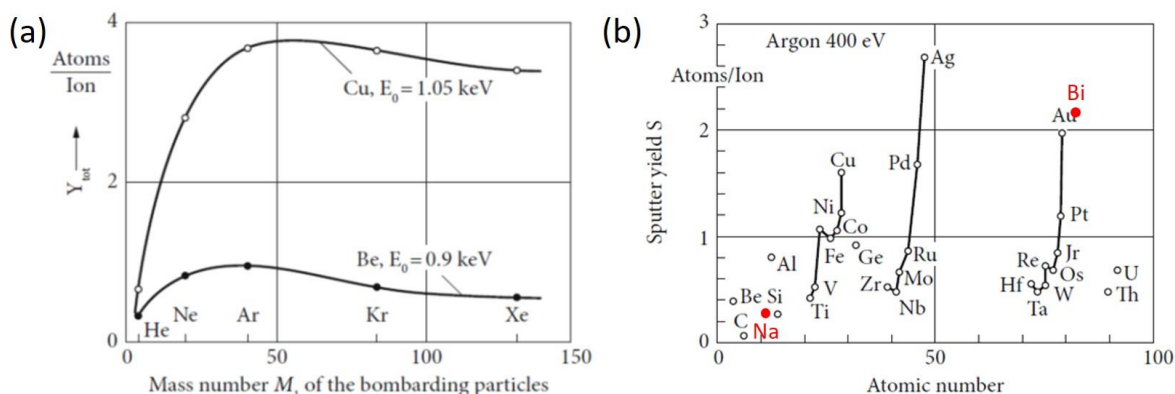 (a)
4
2
0
Atoms
Ion
Y tot
Cu, E₀ = 1.05 keV
Be, E₀ = 0.9 keV
He
Ne
Ar
Kr
Xe
0
50
100
150
Mass number M, of the bombarding particles
(b)
3
2
1
0
Sputter yield S
Atoms/Ion
Argon 400 eV
Ag
Bi
Au
Cu
Pd
Ni
Co
Pt
Fe
Ge
Ru
Jr
Al
Re
Os
U
Be
Si
V
Zr
Mo
Hf
W
Th
C
Na
Ti
Nb
Ta
0
50
100
Atomic number